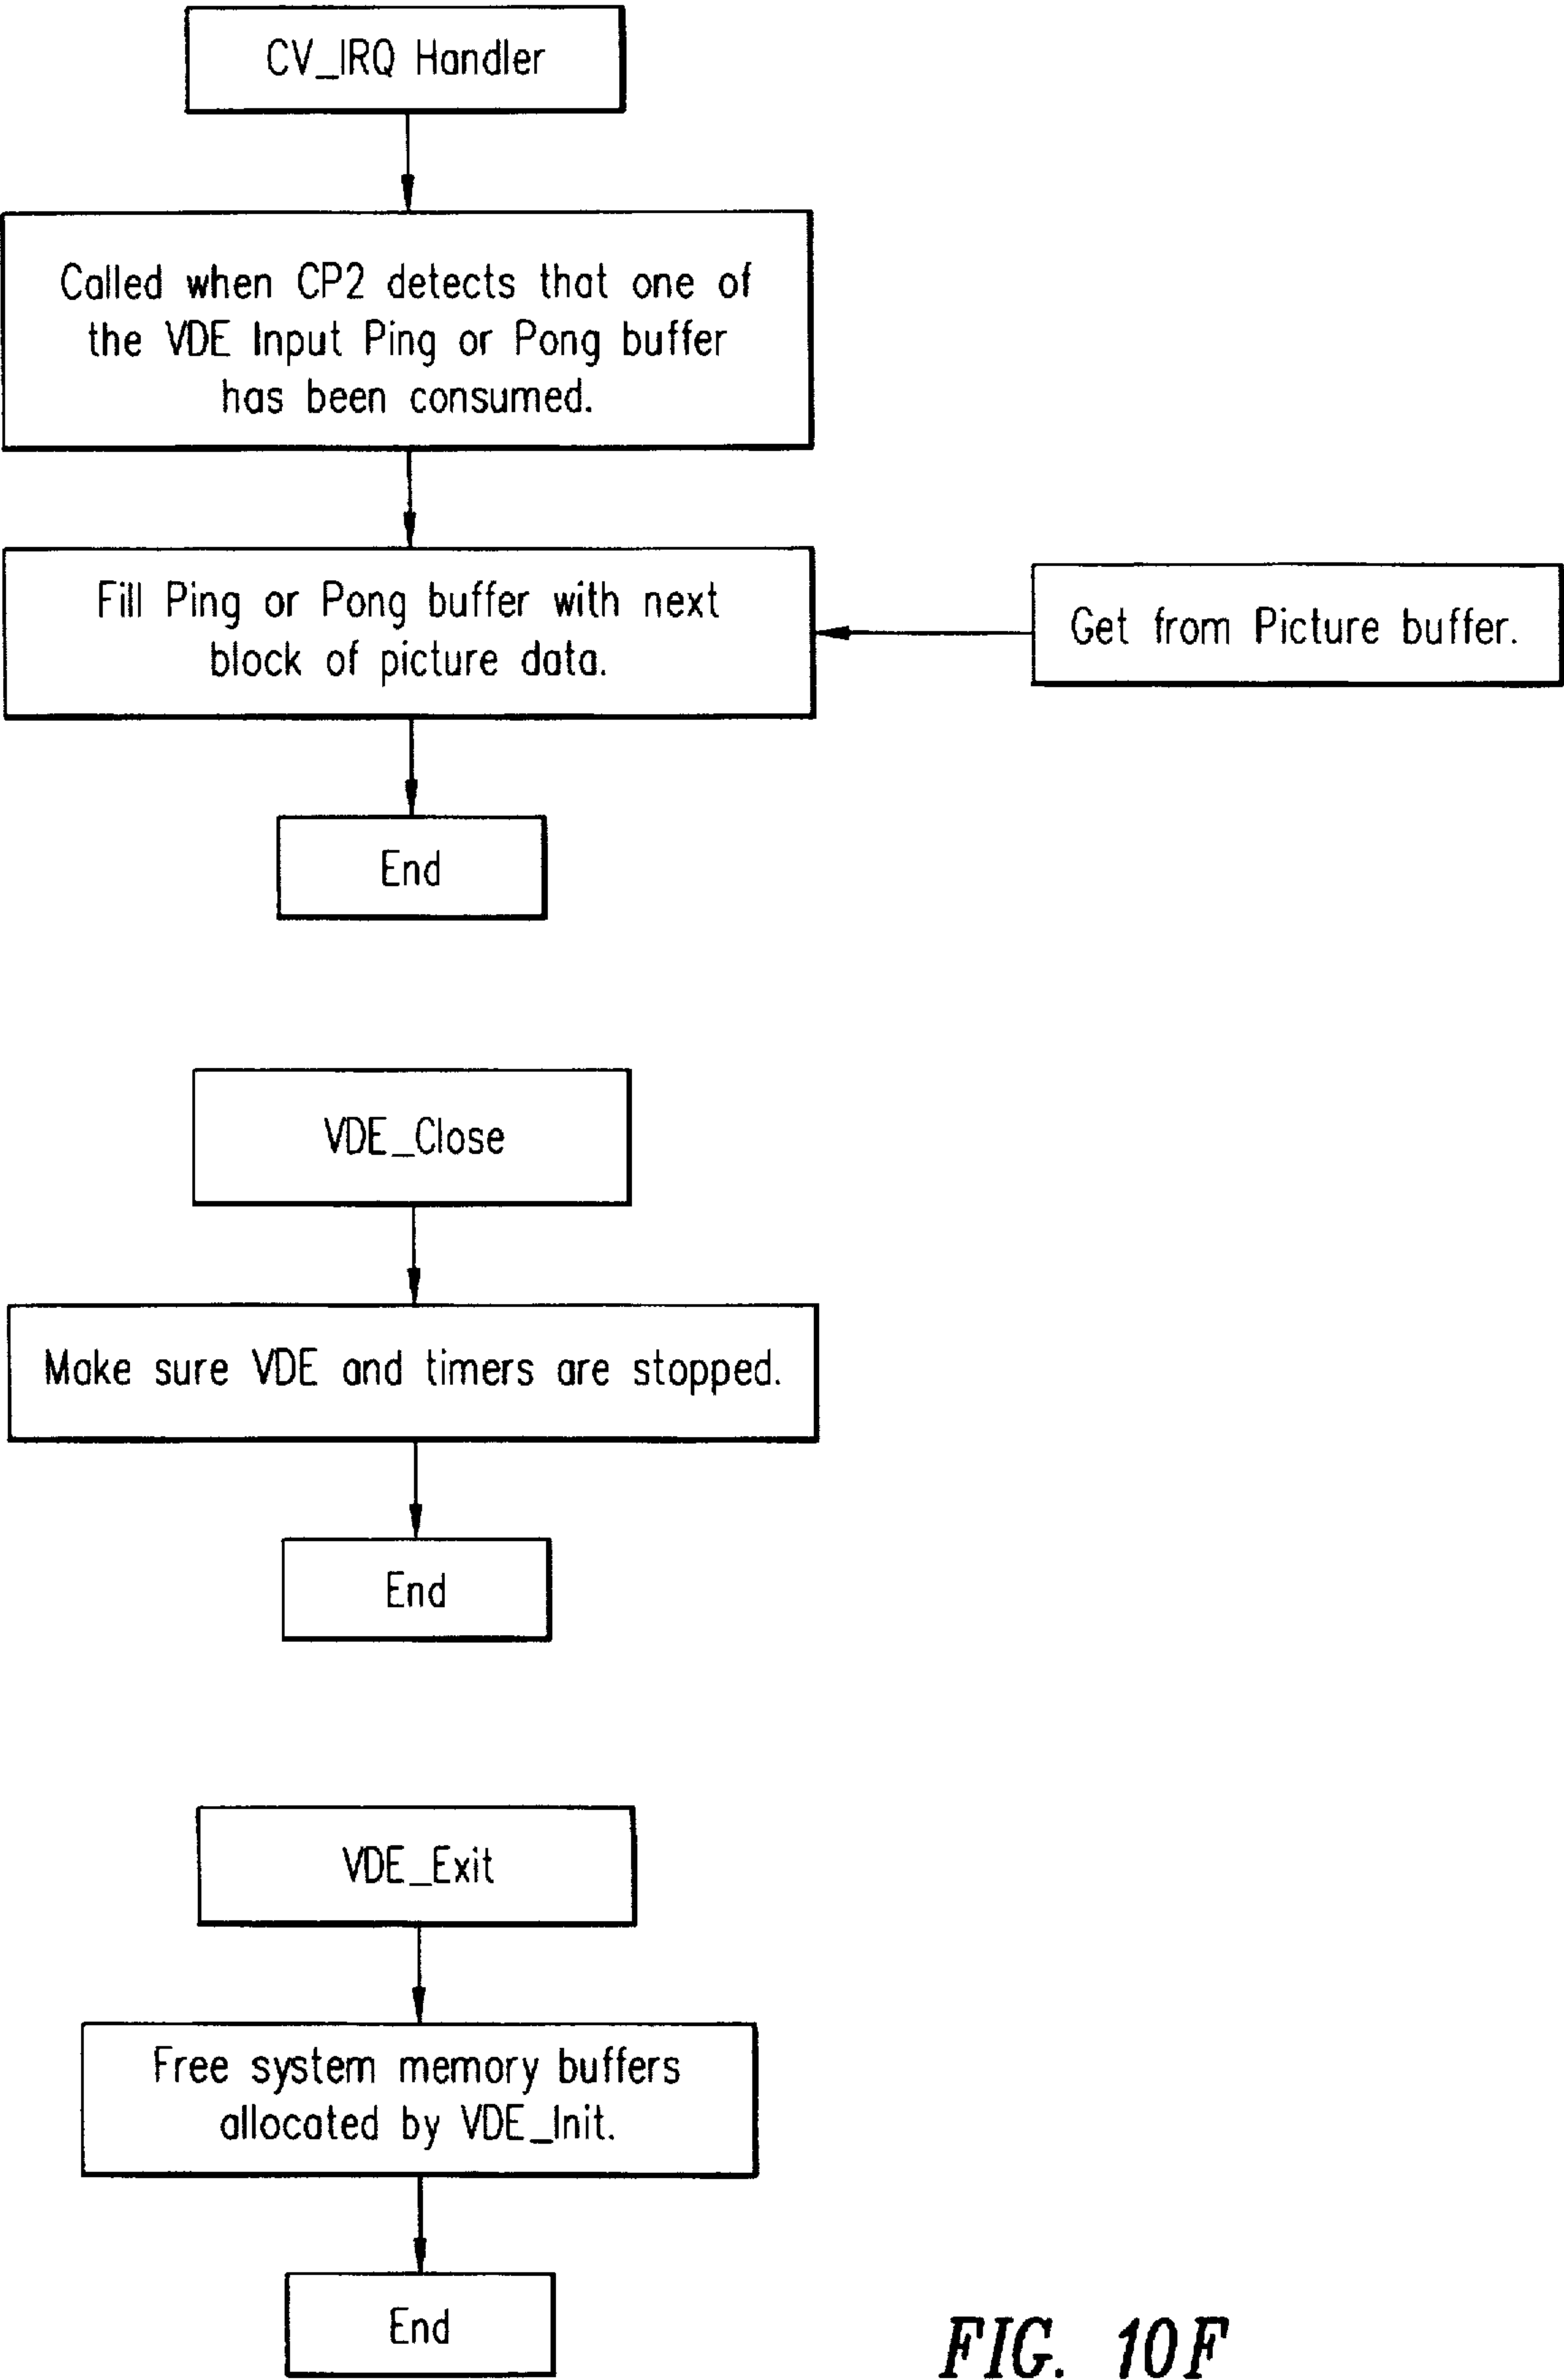 CV_IRQ Handler
Called when CP2 detects that one of
the VDE Input Ping or Pong buffer
has been consumed.
Fill Ping or Pong buffer with next
block of picture data.
Get from Picture buffer.
End
VDE_Close
Make sure VDE and timers are stopped.
End
VDE_Exit
Free system memory buffers
allocated by VDE_Init.
End
FIG. 10F